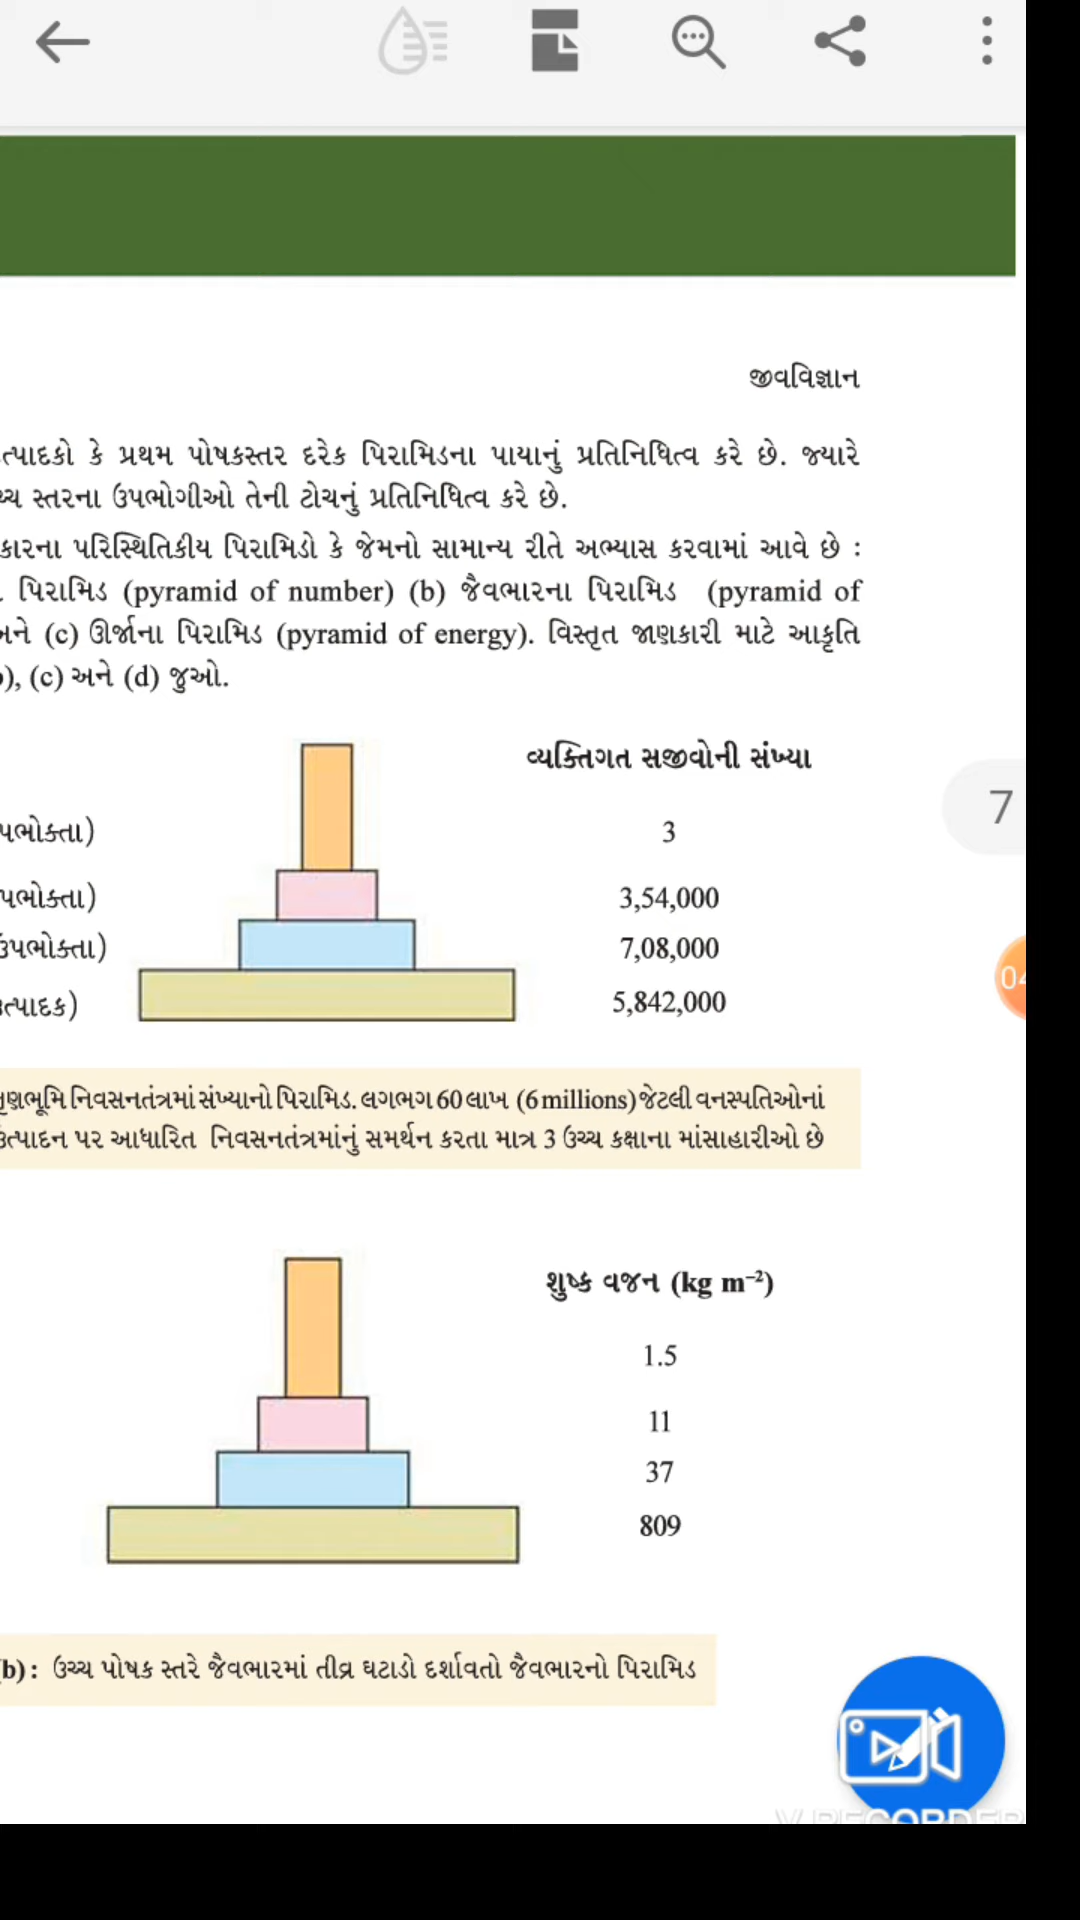 જીવવિજ્ઞાન
ત્પાદકો કે પ્રથમ પોષકસ્તર દરેક પિરામિડના પાયાનું પ્રતિનિધિત્વ કરે છે. જ્યારે
સ્તરના ઉપભોગીઓ તેની ટોચનું પ્રતિનિધિત્વ કરે છે.
કારના પરિસ્થિતિકીય પિરામિડો કે જેમનો સામાન્ય રીતે અભ્યાસ કરવામાં આવે છે :
પિરામિડ (pyramid of number) (b) જૈવભારના પિરામિડ (pyramid of
અને (c) ઊર્જાના પિરામિડ (pyramid of energy). વિસ્તૃત જાણકારી માટે આકૃતિ
), (c) અને (d) જુઓ.
વ્યક્તિગત સજીવોની સંખ્યા
પભોક્તા) 3
પભોક્તા) 3,54,000
ઉપભોક્તા) 7,08,000
ત્પાદક) 5,842,000
તૃણભૂમિ નિવસનતંત્રમાં સંખ્યાનો પિરામિડ. લગભગ 60 લાખ (6 millions) જેટલી વનસ્પતિઓનાં
ઉત્પાદન પર આધારિત નિવસનતંત્રમાંનું સમર્થન કરતા માત્ર 3 ઉચ્ચ કક્ષાના માંસાહારીઓ છે
7
04
શુષ્ક વજન (kg m⁻²)
1.5
11
37
809
b) : ઉચ્ચ પોષક સ્તરે જૈવભારમાં તીવ્ર ઘટાડો દર્શાવતો જૈવભારનો પિરામિડ
V RECORDER